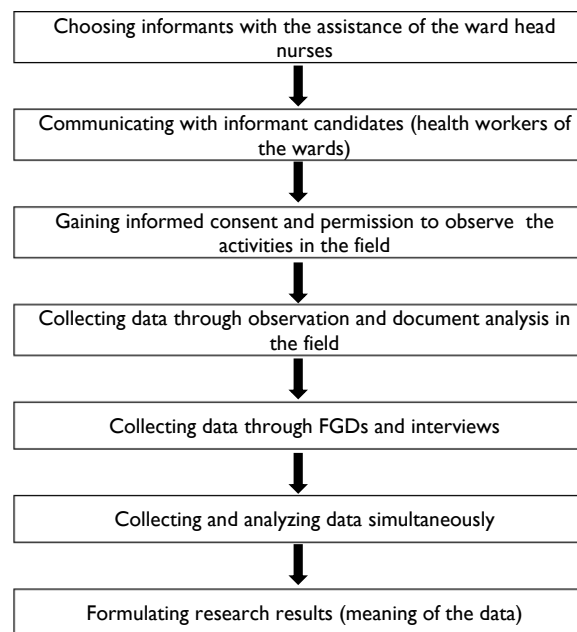 Choosing informants with the assistance of the ward head
nurses
Communicating with informant candidates (health workers of
the wards)
Gaining informed consent and permission to observe the
activities in the field
Collecting data through observation and document analysis in
the field
Collecting data through FGDs and interviews
Collecting and analyzing data simultaneously
Formulating research results (meaning of the data)